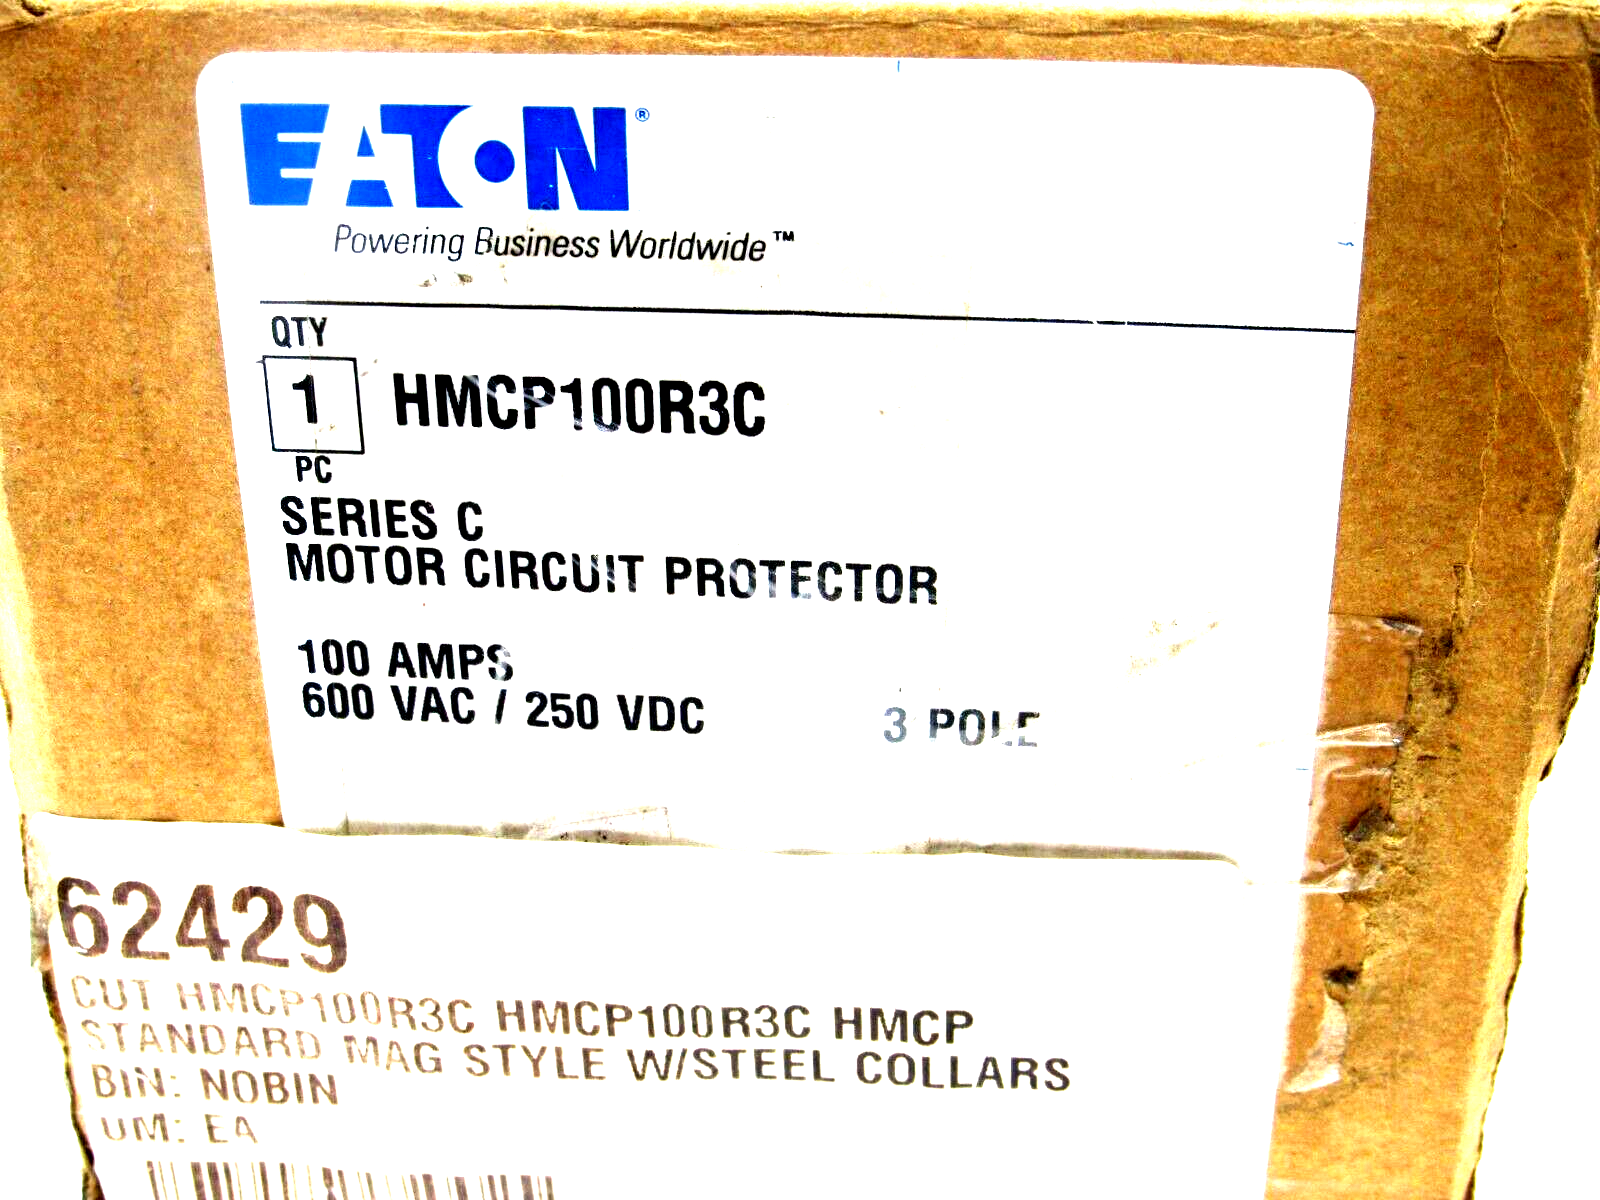 EATON®
Powering Business Worldwide™
QTY
1 HMCP100R3C
PC
SERIES C
MOTOR CIRCUIT PROTECTOR
100 AMPS
600 VAC / 250 VDC 3 POLE
62429
CUT HMCP100R3C HMCP100R3C HMCP
STANDARD MAG STYLE W/STEEL COLLARS
BIN: NOBIN
UM: EA